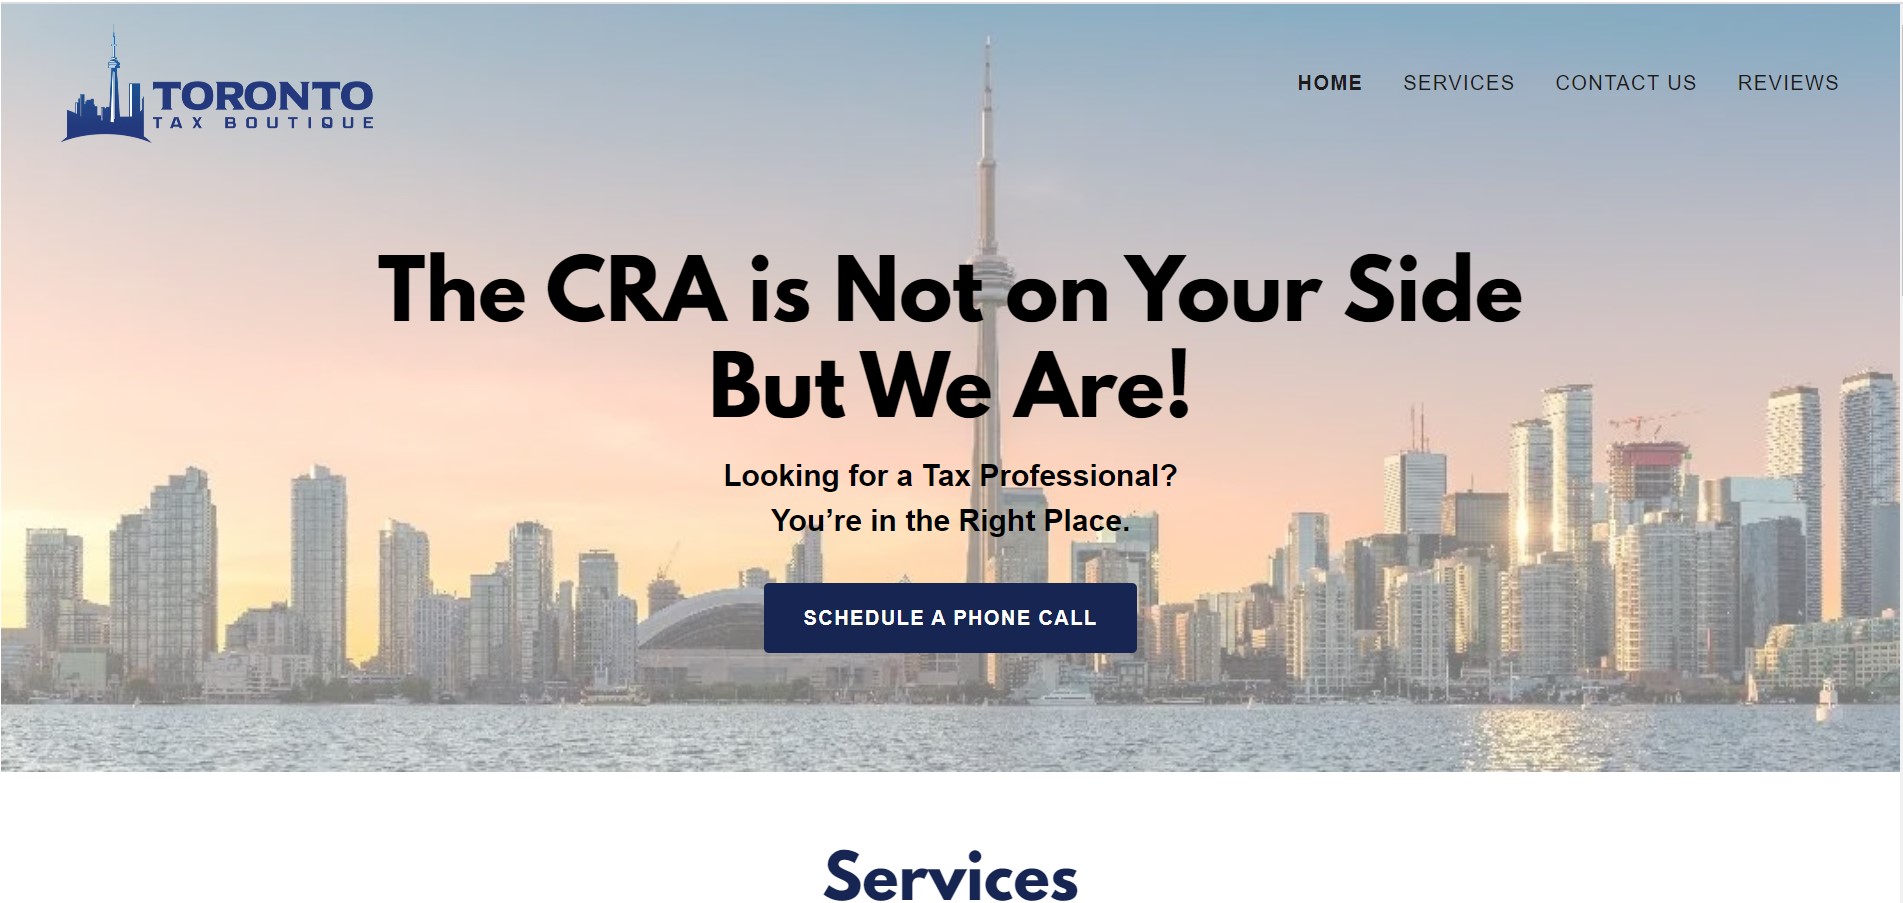 TORONTO
TAX BOUTIQUE
HOME SERVICES CONTACT US REVIEWS
The CRA is Not on Your Side
But We Are!
Looking for a Tax Professional?
You’re in the Right Place.
SCHEDULE A PHONE CALL
Services